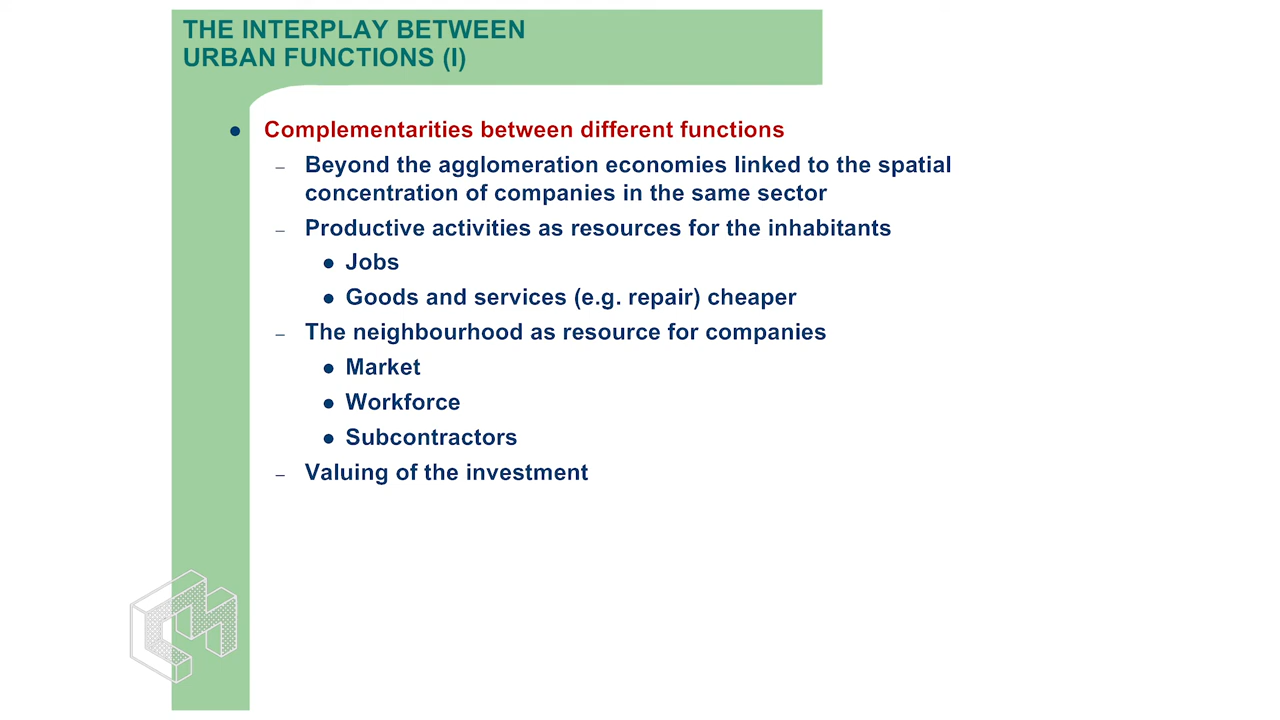 THE INTERPLAY BETWEEN
URBAN FUNCTIONS (I)
● Complementarities between different functions
– Beyond the agglomeration economies linked to the spatial
concentration of companies in the same sector
– Productive activities as resources for the inhabitants
● Jobs
● Goods and services (e.g. repair) cheaper
– The neighbourhood as resource for companies
● Market
● Workforce
● Subcontractors
– Valuing of the investment
CM